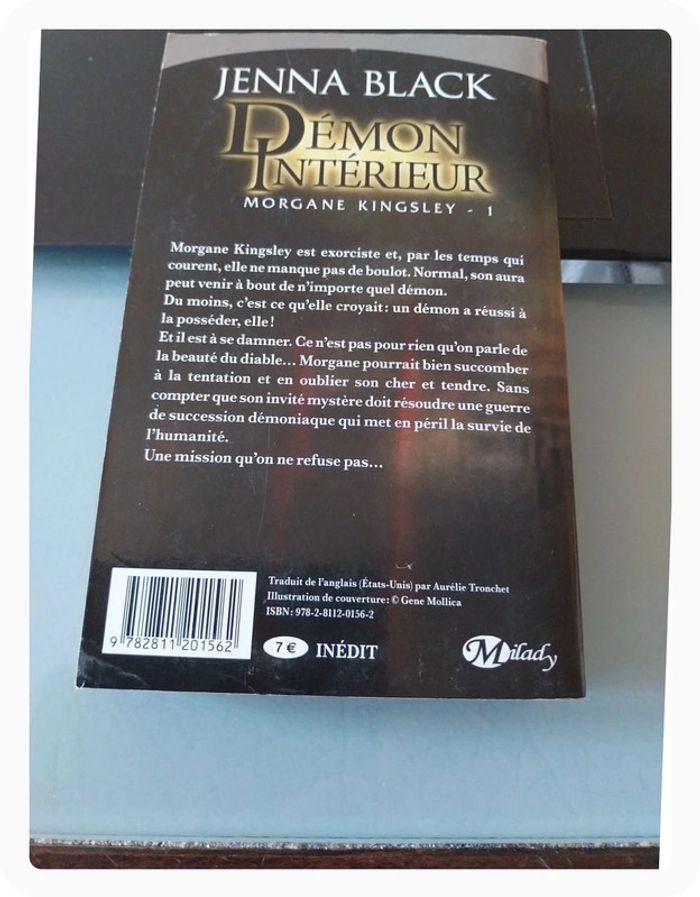 JENNA BLACK
DÉMON
INTÉRIEUR
MORGANE KINGSLEY - 1
Morgane Kingsley est exorciste et, par les temps qui
courent, elle ne manque pas de boulot. Normal, son aura
peut venir à bout de n'importe quel démon.
Du moins, c'est ce qu'elle croyait : un démon a réussi à
la posséder, elle !
Et il est à se damner. Ce n'est pas pour rien qu'on parle de
la beauté du diable... Morgane pourrait bien succomber
à la tentation et en oublier son cher et tendre. Sans
compter que son invité mystère doit résoudre une guerre
de succession démoniaque qui met en péril la survie de
l'humanité.
Une mission qu'on ne refuse pas...
Traduit de l'anglais (États-Unis) par Aurélie Tronchet
Illustration de couverture : © Gene Mollica
ISBN : 978-2-8112-0156-2
9 782811 201562
7 € INÉDIT
Milady